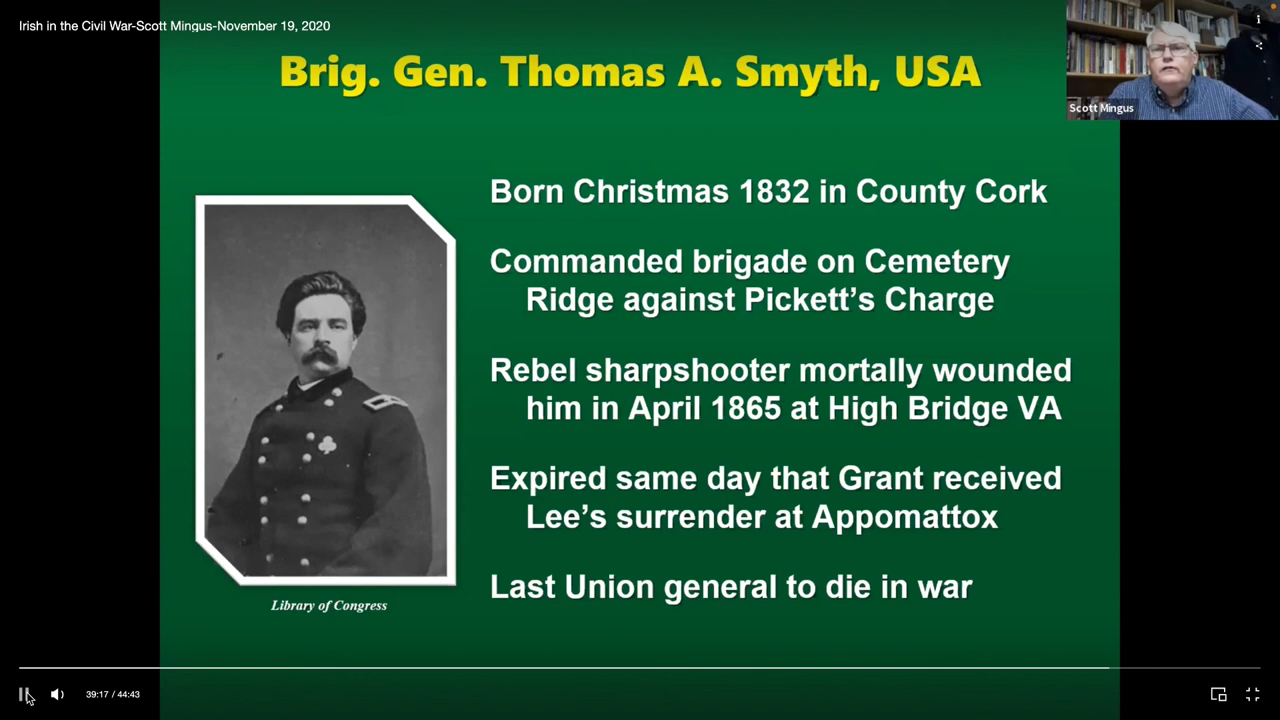 Irish in the Civil War-Scott Mingus-November 19, 2020
Brig. Gen. Thomas A. Smyth, USA
Scott Mingus
Born Christmas 1832 in County Cork
Commanded brigade on Cemetery
Ridge against Pickett's Charge
Rebel sharpshooter mortally wounded
him in April 1865 at High Bridge VA
Expired same day that Grant received
Lee's surrender at Appomattox
Last Union general to die in war
Library of Congress
39:17 / 44:43